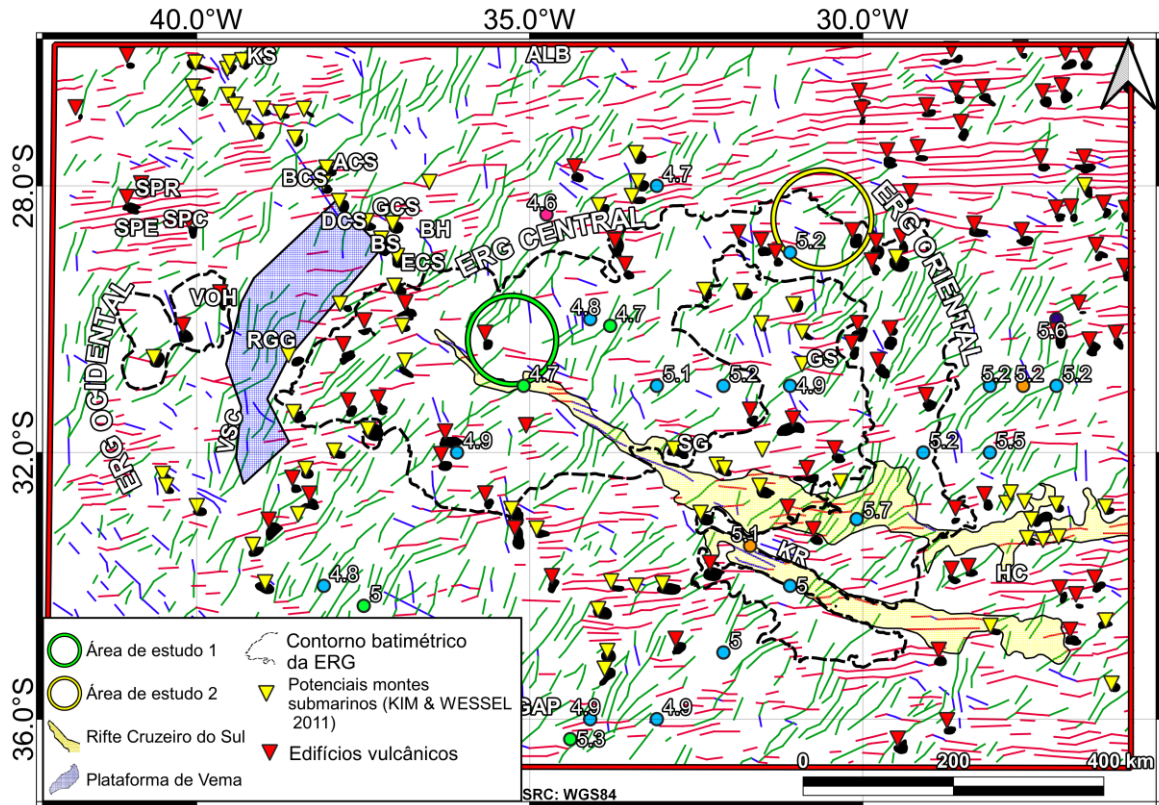 40.0°W 35.0°W 30.0°W
KS
ALB
28.0°S
ACS
BCS
SPR
SPE
SPC
GCS
DCS
BH
BS
ECS
4.7
4.6
5.2
ERG CENTRAL
ERG ORIENTAL
ERG OCIDENTAL
VOH
RGG
4.8
4.7
5.6
GS
4.7
5.1
5.2
4.9
5.2
5.2
5.2
VSC
32.0°S
4.9
SG
5.2
5.5
5.7
5.1
KR
HC
4.8
5
5
5
36.0°S
GAP
4.9
4.9
5.3
Área de estudo 1
Área de estudo 2
Rifte Cruzeiro do Sul
Plataforma de Vema
Contorno batimétrico
da ERG
Potenciais montes
submarinos (KIM & WESSEL
2011)
Edifícios vulcânicos
0 200 400 km
SRC: WGS84